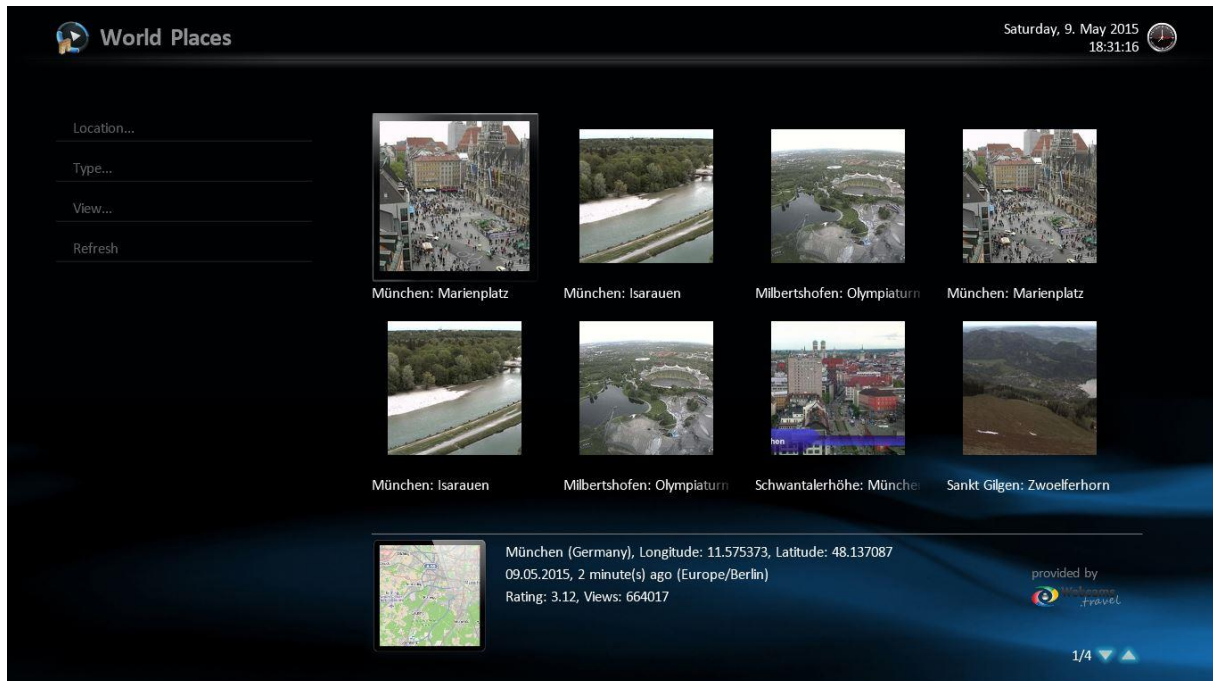 World Places
Saturday, 9. May 2015
18:31:16
Location...
Type...
View...
Refresh
München: Marienplatz
München: Isarauen
Milbertshofen: Olympiaturn
München: Marienplatz
hen
München: Isarauen
Milbertshofen: Olympiaturn
Schwantalerhöhe: Münche
Sankt Gilgen: Zwoelferhorn
München (Germany), Longitude: 11.575373, Latitude: 48.137087
09.05.2015, 2 minute(s) ago (Europe/Berlin)
Rating: 3.12, Views: 664017
provided by
Webcams
.travel
1/4